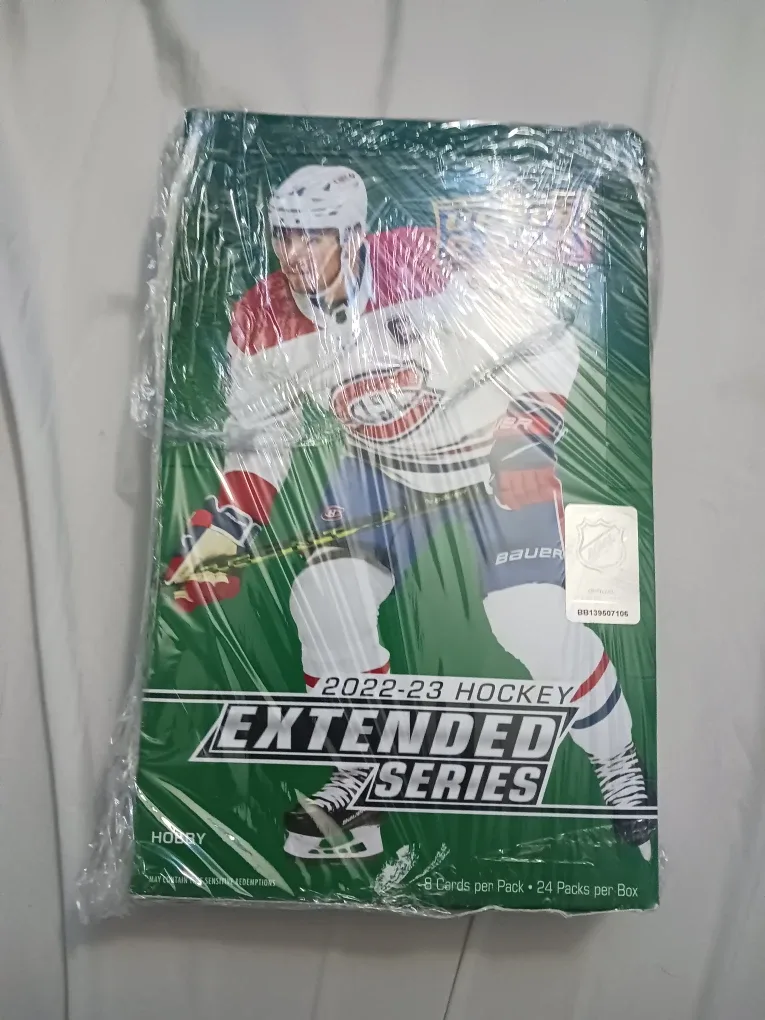 BAUER
BB139507106
2022-23 HOCKEY
EXTENDED
SERIES
HOBBY
8 Cards per Pack • 24 Packs per Box